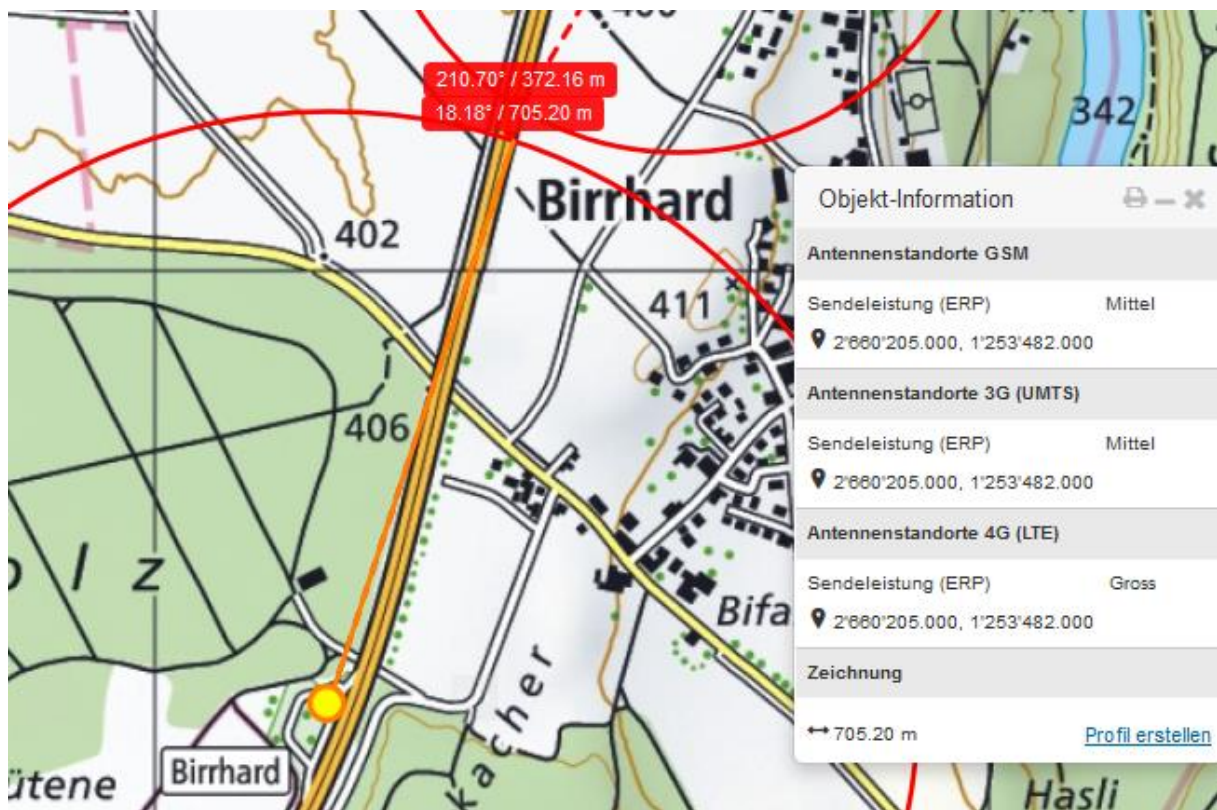 210.70° / 372.16 m
18.18° / 705.20 m
342
Birrhard
402
411
406
o l z
Bifa
Kacher
Birrhard
ütene
Hasli
Objekt-Information
Antennenstandorte GSM
Sendeleistung (ERP) Mittel
2'660'205.000, 1'253'482.000
Antennenstandorte 3G (UMTS)
Sendeleistung (ERP) Mittel
2'660'205.000, 1'253'482.000
Antennenstandorte 4G (LTE)
Sendeleistung (ERP) Gross
2'660'205.000, 1'253'482.000
Zeichnung
705.20 m Profil erstellen